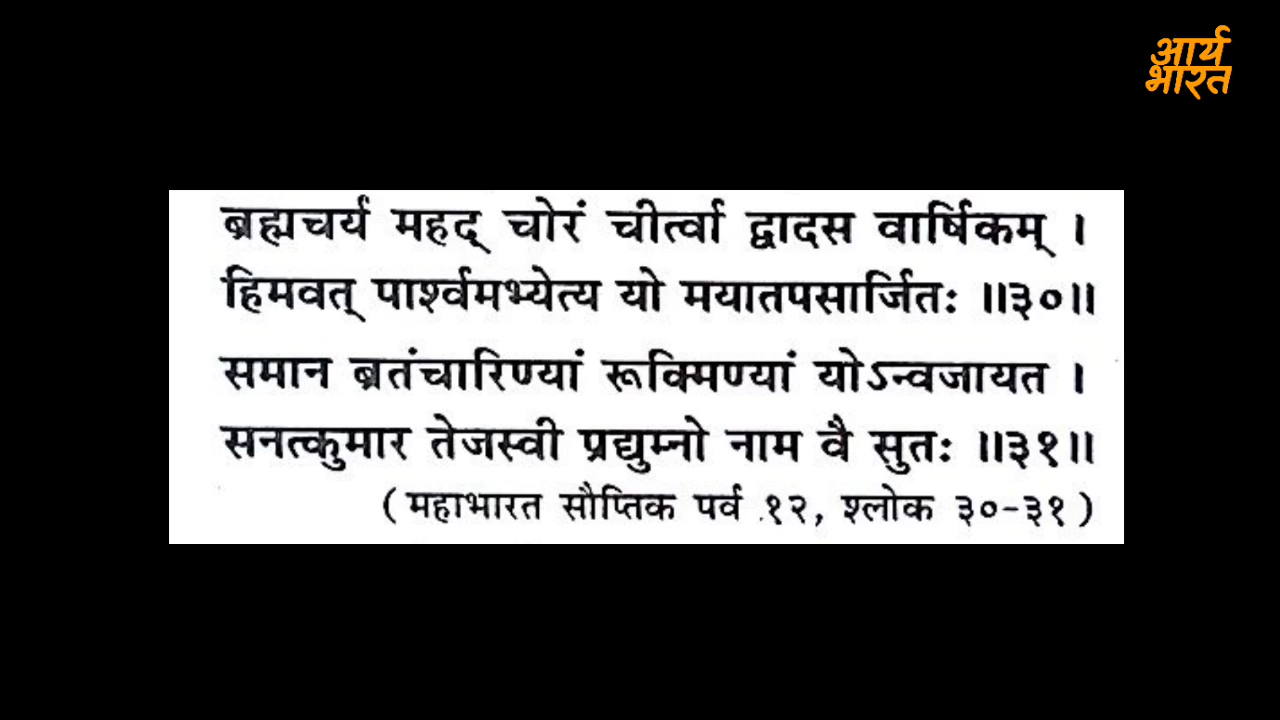 आर्य
भारत
ब्रह्मचर्य महद् चोरं चीर्त्वा द्वादस वार्षिकम् ।
हिमवत् पार्श्वमभ्येत्य यो मयातपसार्जितः ॥३०॥
समान ब्रतंचारिण्यां रूक्मिण्यां योऽन्वजायत ।
सनत्कुमार तेजस्वी प्रद्युम्नो नाम वै सुतः ॥३१॥
(महाभारत सौप्तिक पर्व १२, श्लोक ३०-३१)